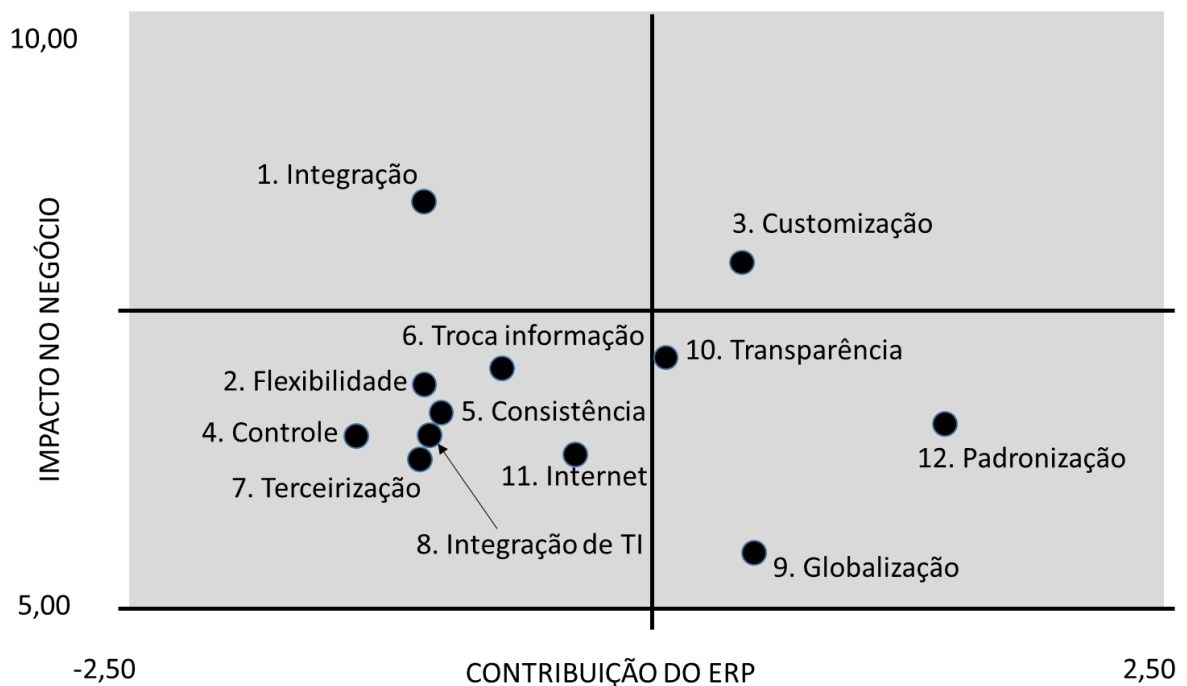 10,00
1. Integração
3. Customização
IMPACTO NO NEGÓCIO
6. Troca informação
10. Transparência
2. Flexibilidade
5. Consistência
4. Controle
12. Padronização
11. Internet
7. Terceirização
8. Integração de TI
9. Globalização
5,00
-2,50
CONTRIBUIÇÃO DO ERP
2,50